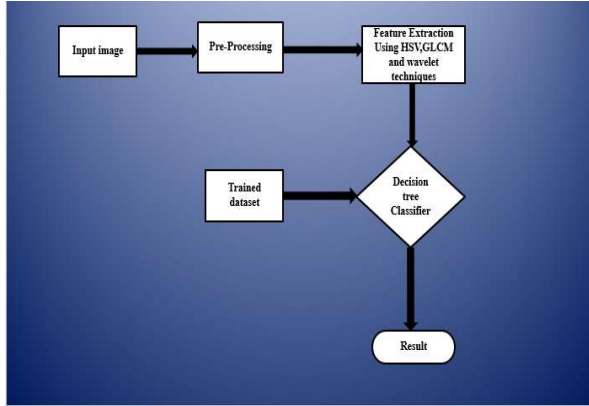 Input image
Pre-Processing
Feature Extraction
Using HSV,GLCM
and wavelet
techniques
Trained
dataset
Decision
tree
Classifier
Result